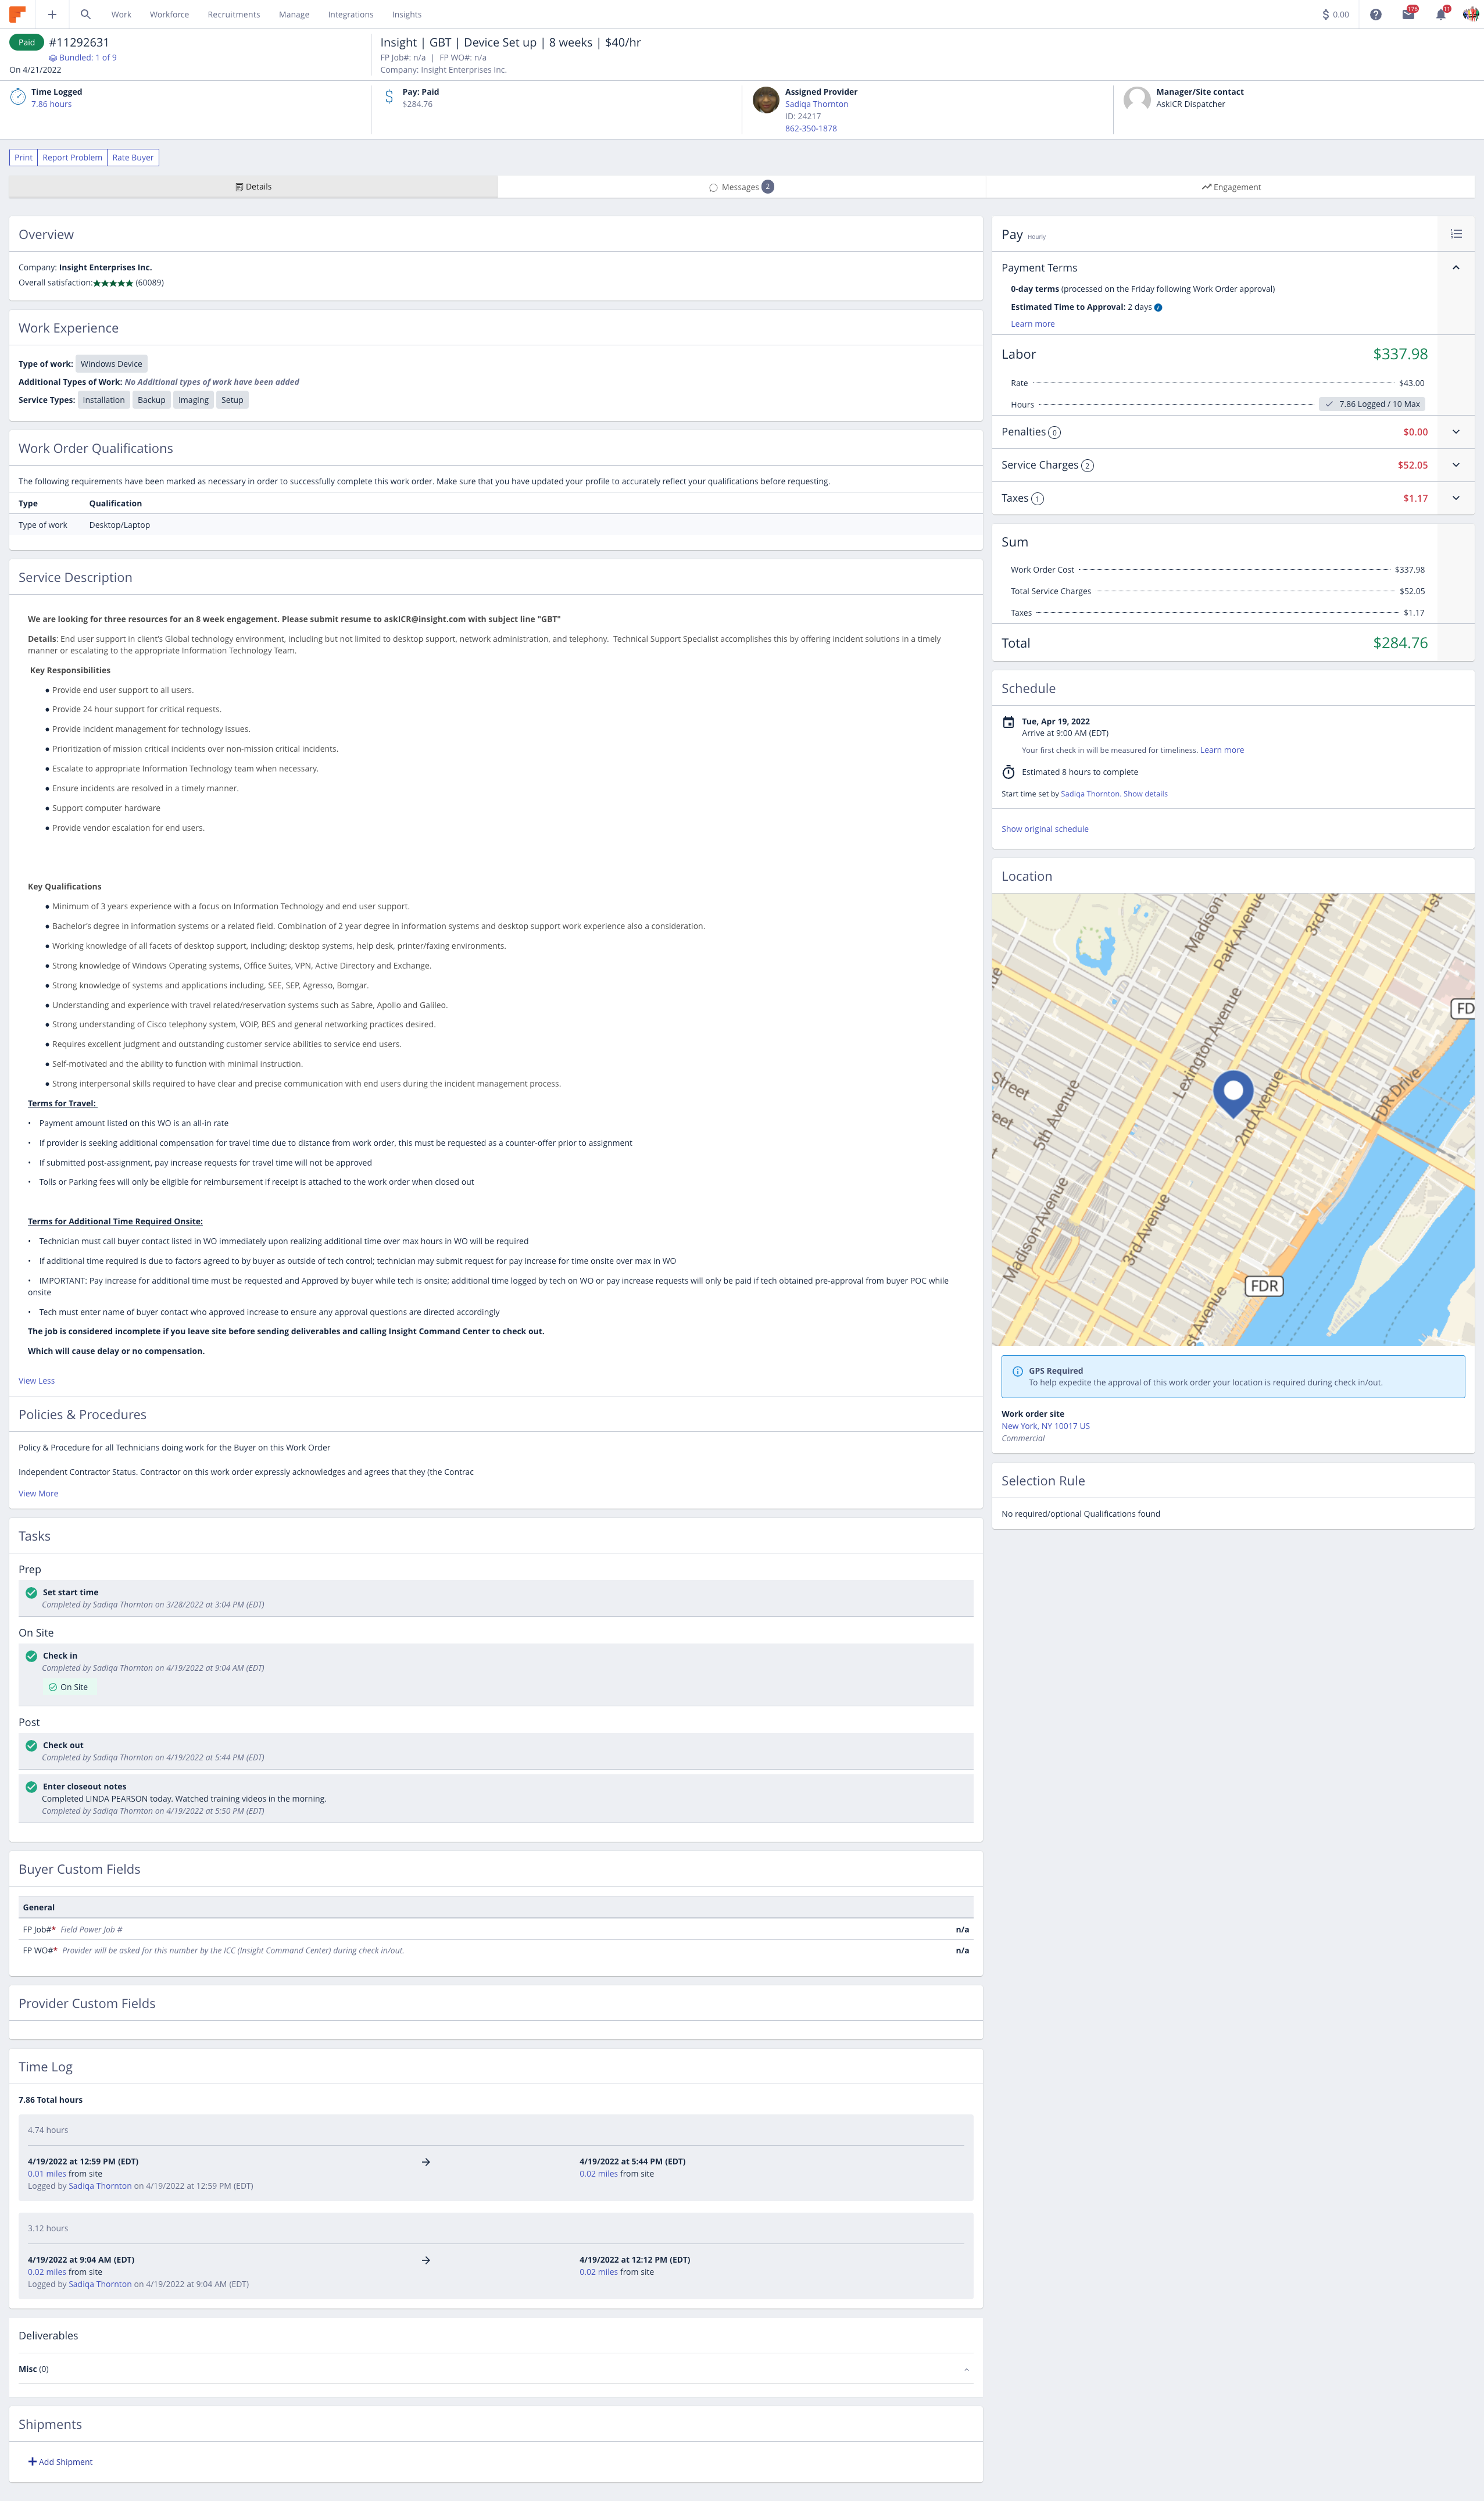 Work Workforce Recruitments Manage Integrations Insights
$ 0.00 176 11
Paid #11292631
Bundled: 1 of 9
On 4/21/2022
Insight | GBT | Device Set up | 8 weeks | $40/hr
FP Job#: n/a | FP WO#: n/a
Company: Insight Enterprises Inc.
Time Logged
7.86 hours
Pay: Paid
$284.76
Assigned Provider
Sadiqa Thornton
ID: 24217
862-350-1878
Manager/Site contact
AskICR Dispatcher
Print Report Problem Rate Buyer
Details Messages 2 Engagement
Overview
Company: Insight Enterprises Inc.
Overall satisfaction:★★★★★ (60089)
Work Experience
Type of work: Windows Device
Additional Types of Work: No Additional types of work have been added
Service Types: Installation Backup Imaging Setup
Work Order Qualifications
The following requirements have been marked as necessary in order to successfully complete this work order. Make sure that you have updated your profile to accurately reflect your qualifications before requesting.
Type Qualification
Type of work Desktop/Laptop
Service Description
We are looking for three resources for an 8 week engagement. Please submit resume to askICR@insight.com with subject line "GBT"
Details: End user support in client's Global technology environment, including but not limited to desktop support, network administration, and telephony. Technical Support Specialist accomplishes this by offering incident solutions in a timely
manner or escalating to the appropriate Information Technology Team.
Key Responsibilities
● Provide end user support to all users.
● Provide 24 hour support for critical requests.
● Provide incident management for technology issues.
● Prioritization of mission critical incidents over non-mission critical incidents.
● Escalate to appropriate Information Technology team when necessary.
● Ensure incidents are resolved in a timely manner.
● Support computer hardware
● Provide vendor escalation for end users.
Key Qualifications
● Minimum of 3 years experience with a focus on Information Technology and end user support.
● Bachelor's degree in information systems or a related field. Combination of 2 year degree in information systems and desktop support work experience also a consideration.
● Working knowledge of all facets of desktop support, including; desktop systems, help desk, printer/faxing environments.
● Strong knowledge of Windows Operating systems, Office Suites, VPN, Active Directory and Exchange.
● Strong knowledge of systems and applications including, SEE, SEP, Agresso, Bomgar.
● Understanding and experience with travel related/reservation systems such as Sabre, Apollo and Galileo.
● Strong understanding of Cisco telephony system, VOIP, BES and general networking practices desired.
● Requires excellent judgment and outstanding customer service abilities to service end users.
● Self-motivated and the ability to function with minimal instruction.
● Strong interpersonal skills required to have clear and precise communication with end users during the incident management process.
Terms for Travel:
• Payment amount listed on this WO is an all-in rate
• If provider is seeking additional compensation for travel time due to distance from work order, this must be requested as a counter-offer prior to assignment
• If submitted post-assignment, pay increase requests for travel time will not be approved
• Tolls or Parking fees will only be eligible for reimbursement if receipt is attached to the work order when closed out
Terms for Additional Time Required Onsite:
• Technician must call buyer contact listed in WO immediately upon realizing additional time over max hours in WO will be required
• If additional time required is due to factors agreed to by buyer as outside of tech control; technician may submit request for pay increase for time onsite over max in WO
• IMPORTANT: Pay increase for additional time must be requested and Approved by buyer while tech is onsite; additional time logged by tech on WO or pay increase requests will only be paid if tech obtained pre-approval from buyer POC while
onsite
• Tech must enter name of buyer contact who approved increase to ensure any approval questions are directed accordingly
The job is considered incomplete if you leave site before sending deliverables and calling Insight Command Center to check out.
Which will cause delay or no compensation.
View Less
Policies & Procedures
Policy & Procedure for all Technicians doing work for the Buyer on this Work Order
Independent Contractor Status. Contractor on this work order expressly acknowledges and agrees that they (the Contrac
View More
Tasks
Prep
Set start time
Completed by Sadiqa Thornton on 3/28/2022 at 3:04 PM (EDT)
On Site
Check in
Completed by Sadiqa Thornton on 4/19/2022 at 9:04 AM (EDT)
On Site
Post
Check out
Completed by Sadiqa Thornton on 4/19/2022 at 5:44 PM (EDT)
Enter closeout notes
Completed LINDA PEARSON today. Watched training videos in the morning.
Completed by Sadiqa Thornton on 4/19/2022 at 5:50 PM (EDT)
Buyer Custom Fields
General
FP Job#* Field Power Job # n/a
FP WO#* Provider will be asked for this number by the ICC (Insight Command Center) during check in/out. n/a
Provider Custom Fields
Time Log
7.86 Total hours
4.74 hours
4/19/2022 at 12:59 PM (EDT) 4/19/2022 at 5:44 PM (EDT)
0.01 miles from site 0.02 miles from site
Logged by Sadiqa Thornton on 4/19/2022 at 12:59 PM (EDT)
3.12 hours
4/19/2022 at 9:04 AM (EDT) 4/19/2022 at 12:12 PM (EDT)
0.02 miles from site 0.02 miles from site
Logged by Sadiqa Thornton on 4/19/2022 at 9:04 AM (EDT)
Deliverables
Misc (0)
Shipments
Add Shipment
Pay Hourly
Payment Terms
0-day terms (processed on the Friday following Work Order approval)
Estimated Time to Approval: 2 days
Learn more
Labor $337.98
Rate $43.00
Hours 7.86 Logged / 10 Max
Penalties 0 $0.00
Service Charges 2 $52.05
Taxes 1 $1.17
Sum
Work Order Cost $337.98
Total Service Charges $52.05
Taxes $1.17
Total $284.76
Schedule
Tue, Apr 19, 2022
Arrive at 9:00 AM (EDT)
Your first check in will be measured for timeliness. Learn more
Estimated 8 hours to complete
Start time set by Sadiqa Thornton. Show details
Show original schedule
Location
Madison
Park Avenue
3rd Ave
1st
FD
Lexington Avenue
Street
5th Avenue
2nd Avenue
FDR Drive
Madison Avenue
3rd Avenue
FDR
st Avenue
GPS Required
To help expedite the approval of this work order your location is required during check in/out.
Work order site
New York, NY 10017 US
Commercial
Selection Rule
No required/optional Qualifications found